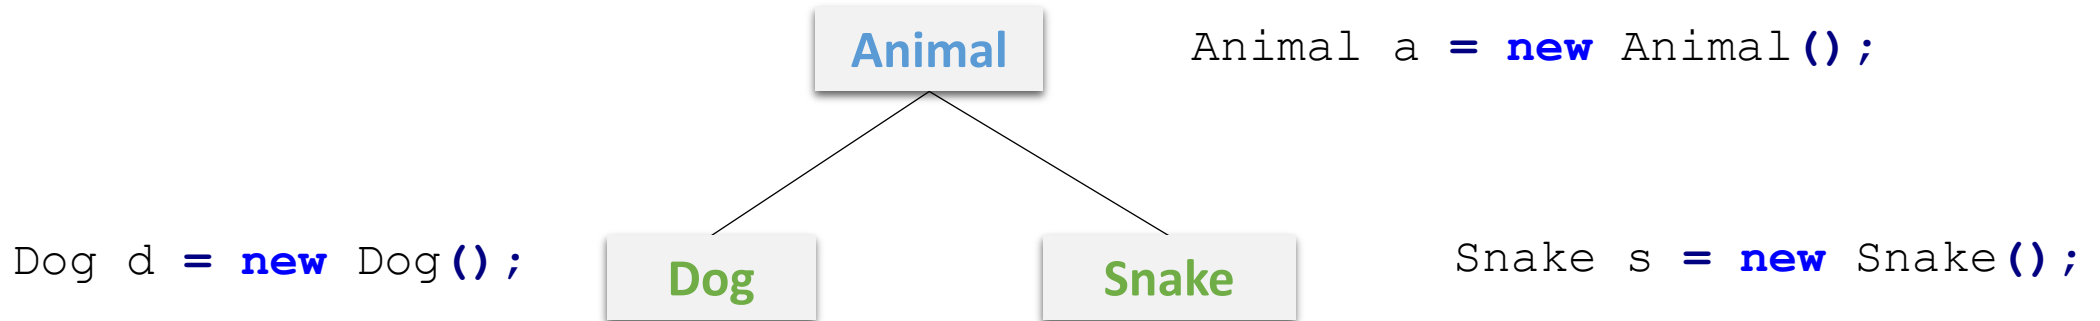 Animal
Animal a = new Animal();
Dog d = new Dog();
Dog
Snake
Snake s = new Snake();